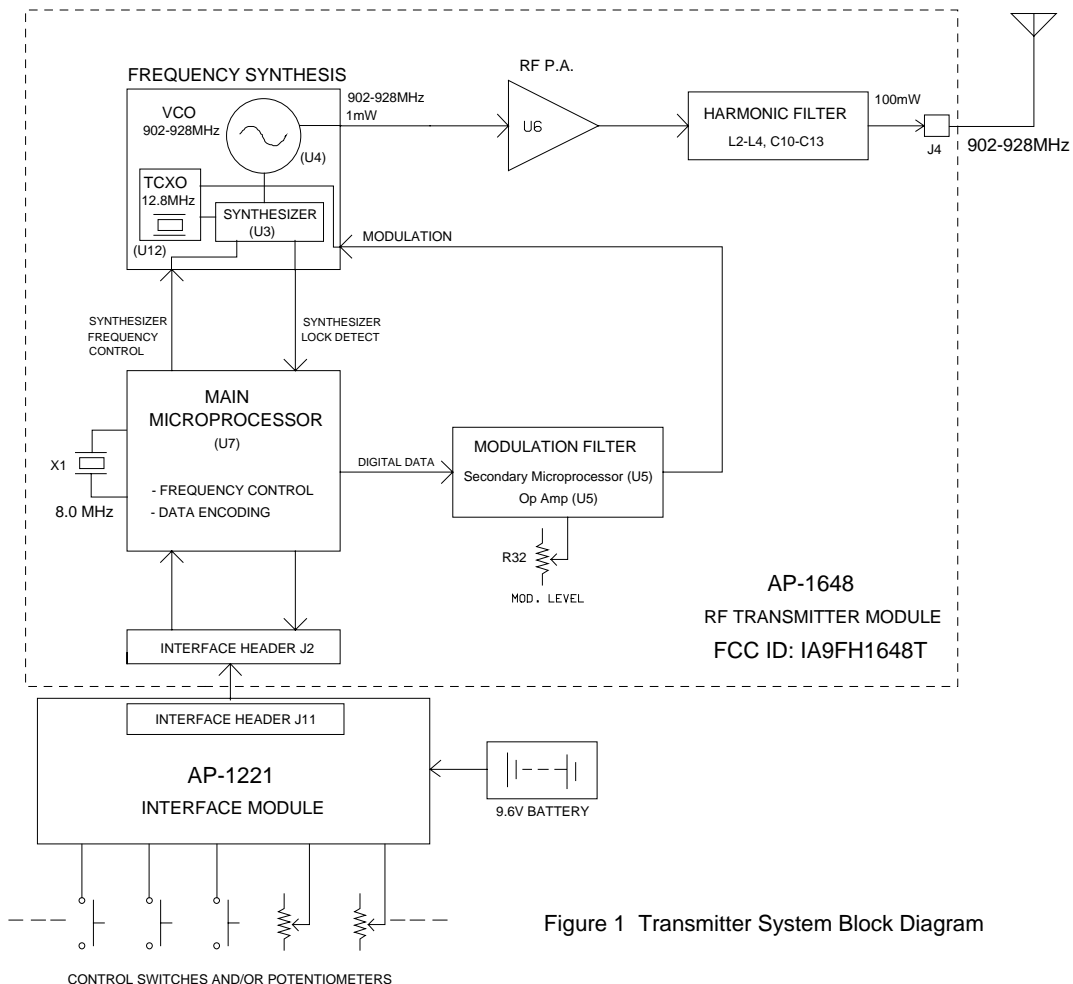 FREQUENCY SYNTHESIS
VCO
902-928MHz
(U4)
TCXO
12.8MHz
(U12)
SYNTHESIZER
(U3)
902-928MHz
1mW
RF P.A.
U6
HARMONIC FILTER
L2-L4, C10-C13
100mW
J4
902-928MHz
MODULATION
SYNTHESIZER
FREQUENCY
CONTROL
SYNTHESIZER
LOCK DETECT
MAIN
MICROPROCESSOR
(U7)
- FREQUENCY CONTROL
- DATA ENCODING
X1
8.0 MHz
DIGITAL DATA
MODULATION FILTER
Secondary Microprocessor (U5)
Op Amp (U5)
R32
MOD. LEVEL
AP-1648
RF TRANSMITTER MODULE
FCC ID: IA9FH1648T
INTERFACE HEADER J2
INTERFACE HEADER J11
AP-1221
INTERFACE MODULE
9.6V BATTERY
Figure 1 Transmitter System Block Diagram
CONTROL SWITCHES AND/OR POTENTIOMETERS